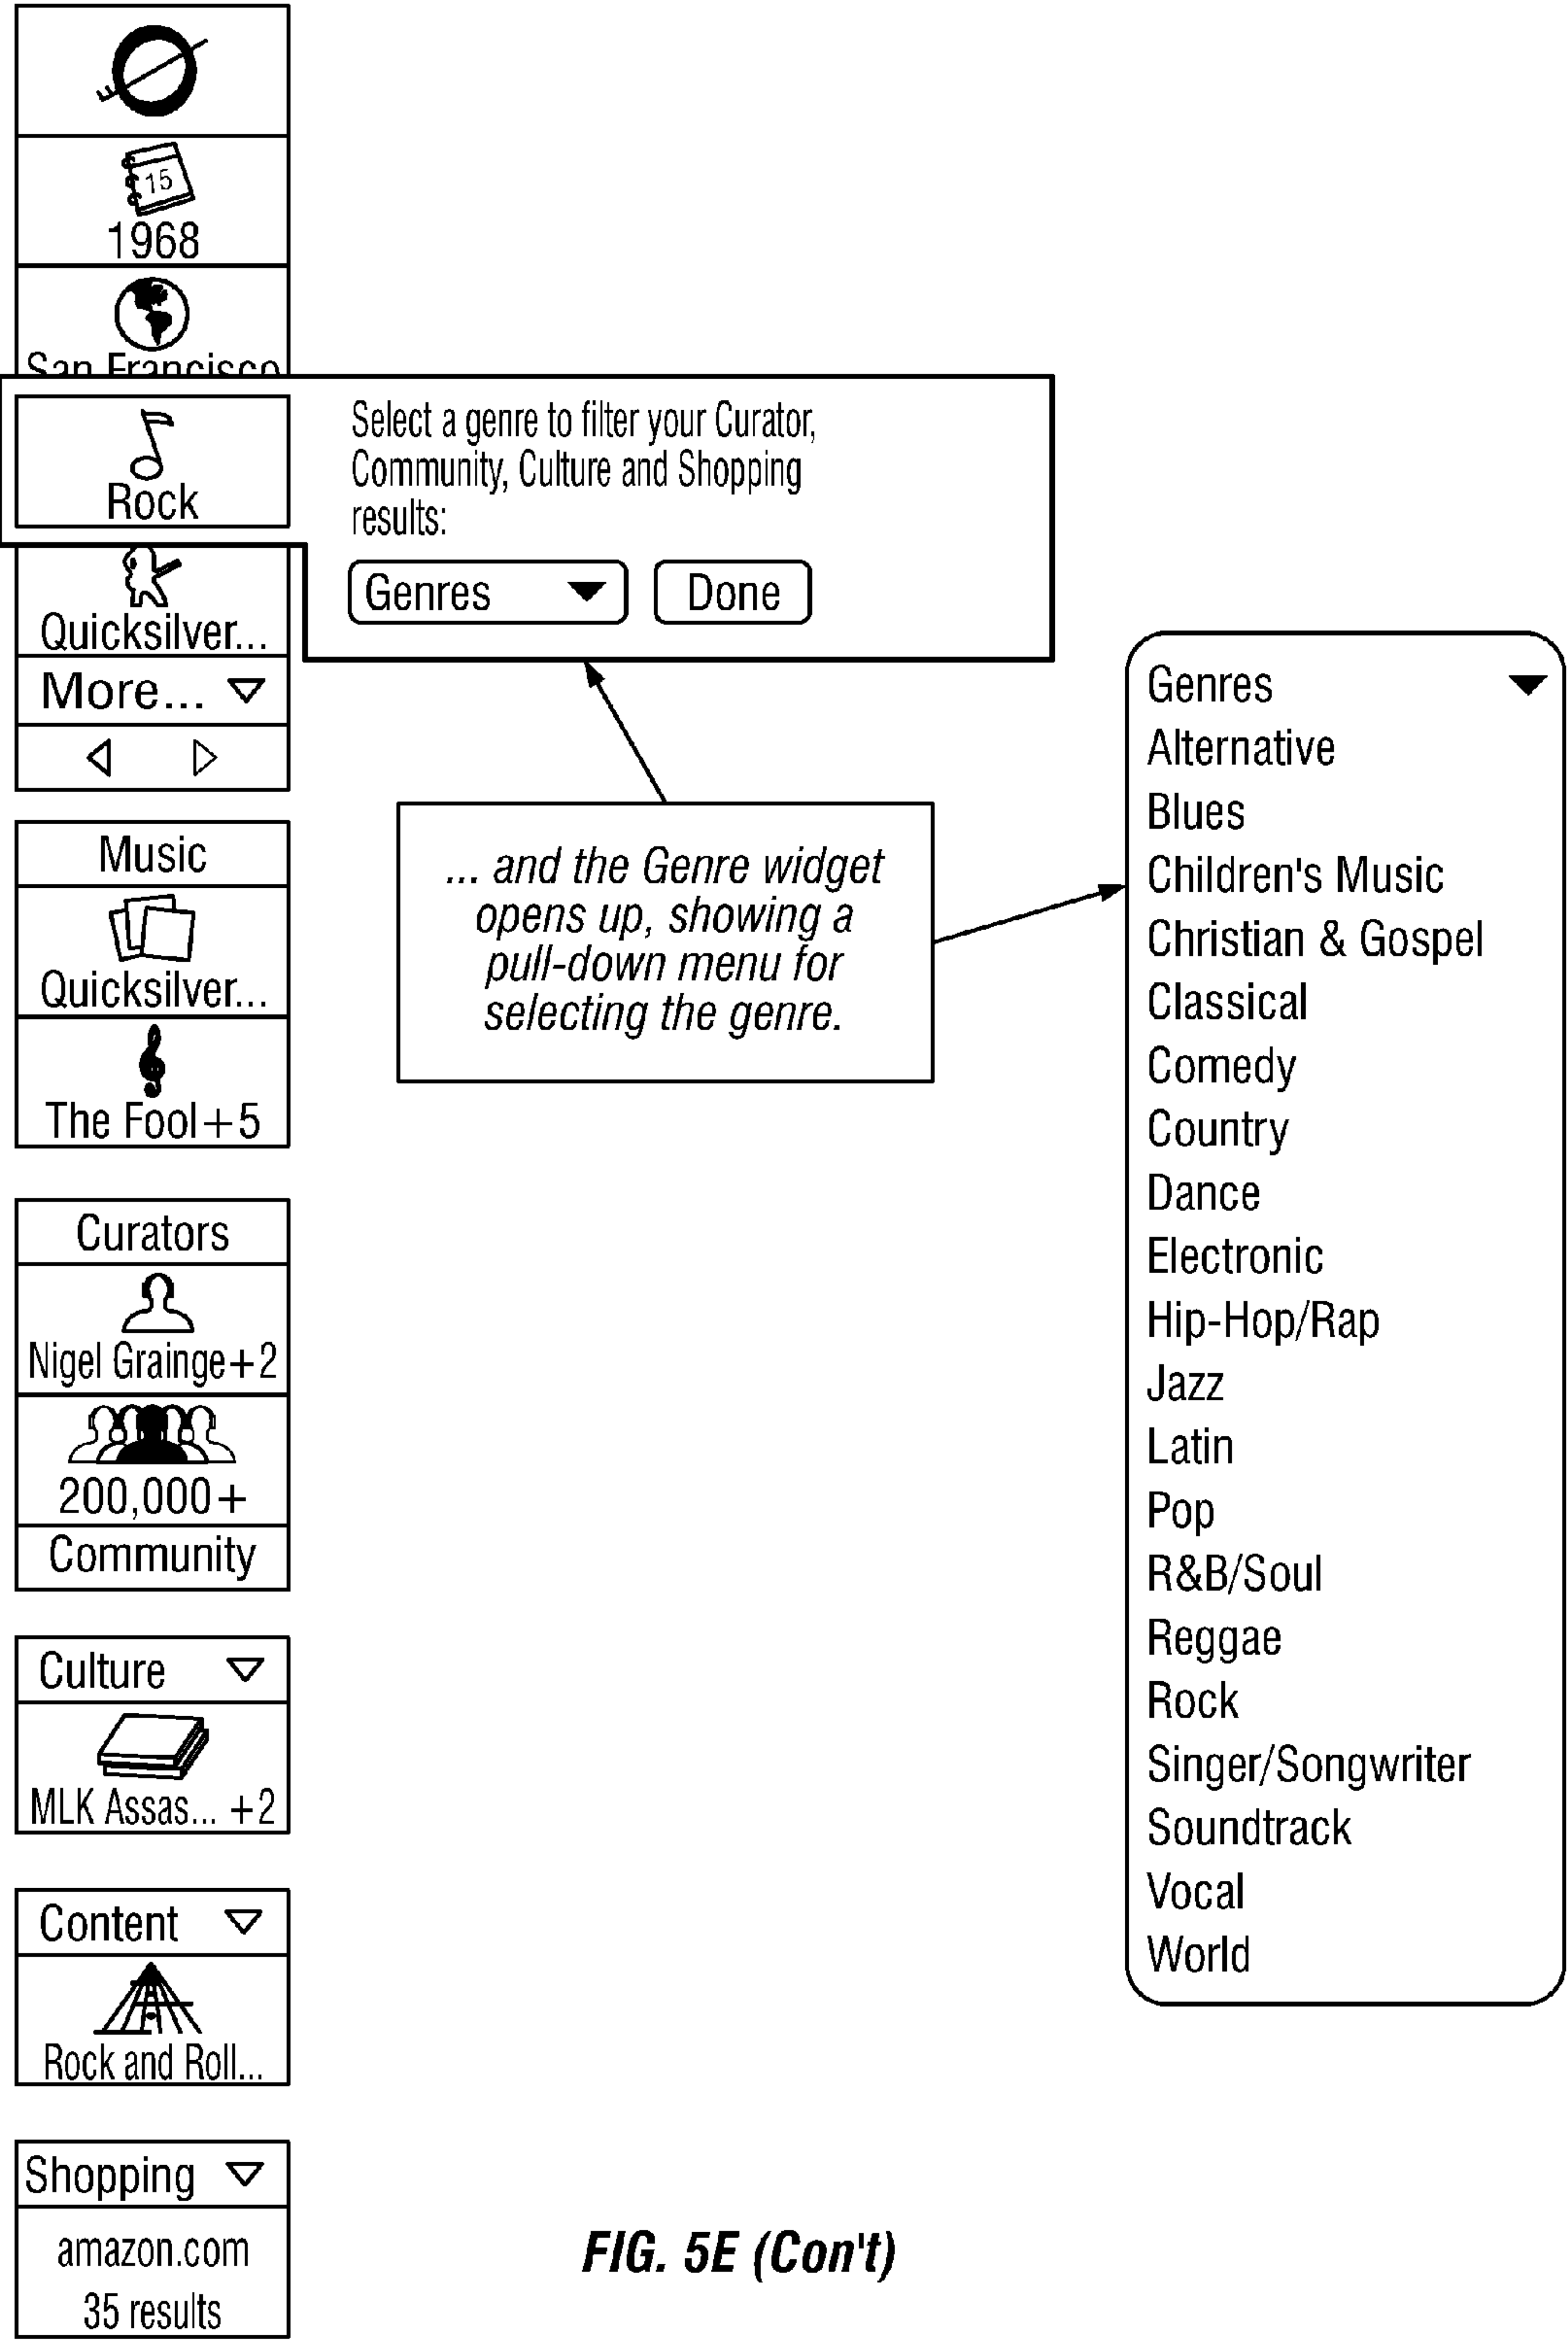 15
1968
San Francisco
Rock
Select a genre to filter your Curator,
Community, Culture and Shopping
results:
Genres
Done
Quicksilver...
More...
Music
Quicksilver...
The Fool+5
Curators
Nigel Grainge+2
200,000+
Community
Culture
MLK Assas... +2
Content
Rock and Roll...
Shopping
amazon.com
35 results
... and the Genre widget
opens up, showing a
pull-down menu for
selecting the genre.
Genres
Alternative
Blues
Children's Music
Christian & Gospel
Classical
Comedy
Country
Dance
Electronic
Hip-Hop/Rap
Jazz
Latin
Pop
R&B/Soul
Reggae
Rock
Singer/Songwriter
Soundtrack
Vocal
World
FIG. 5E (Con't)